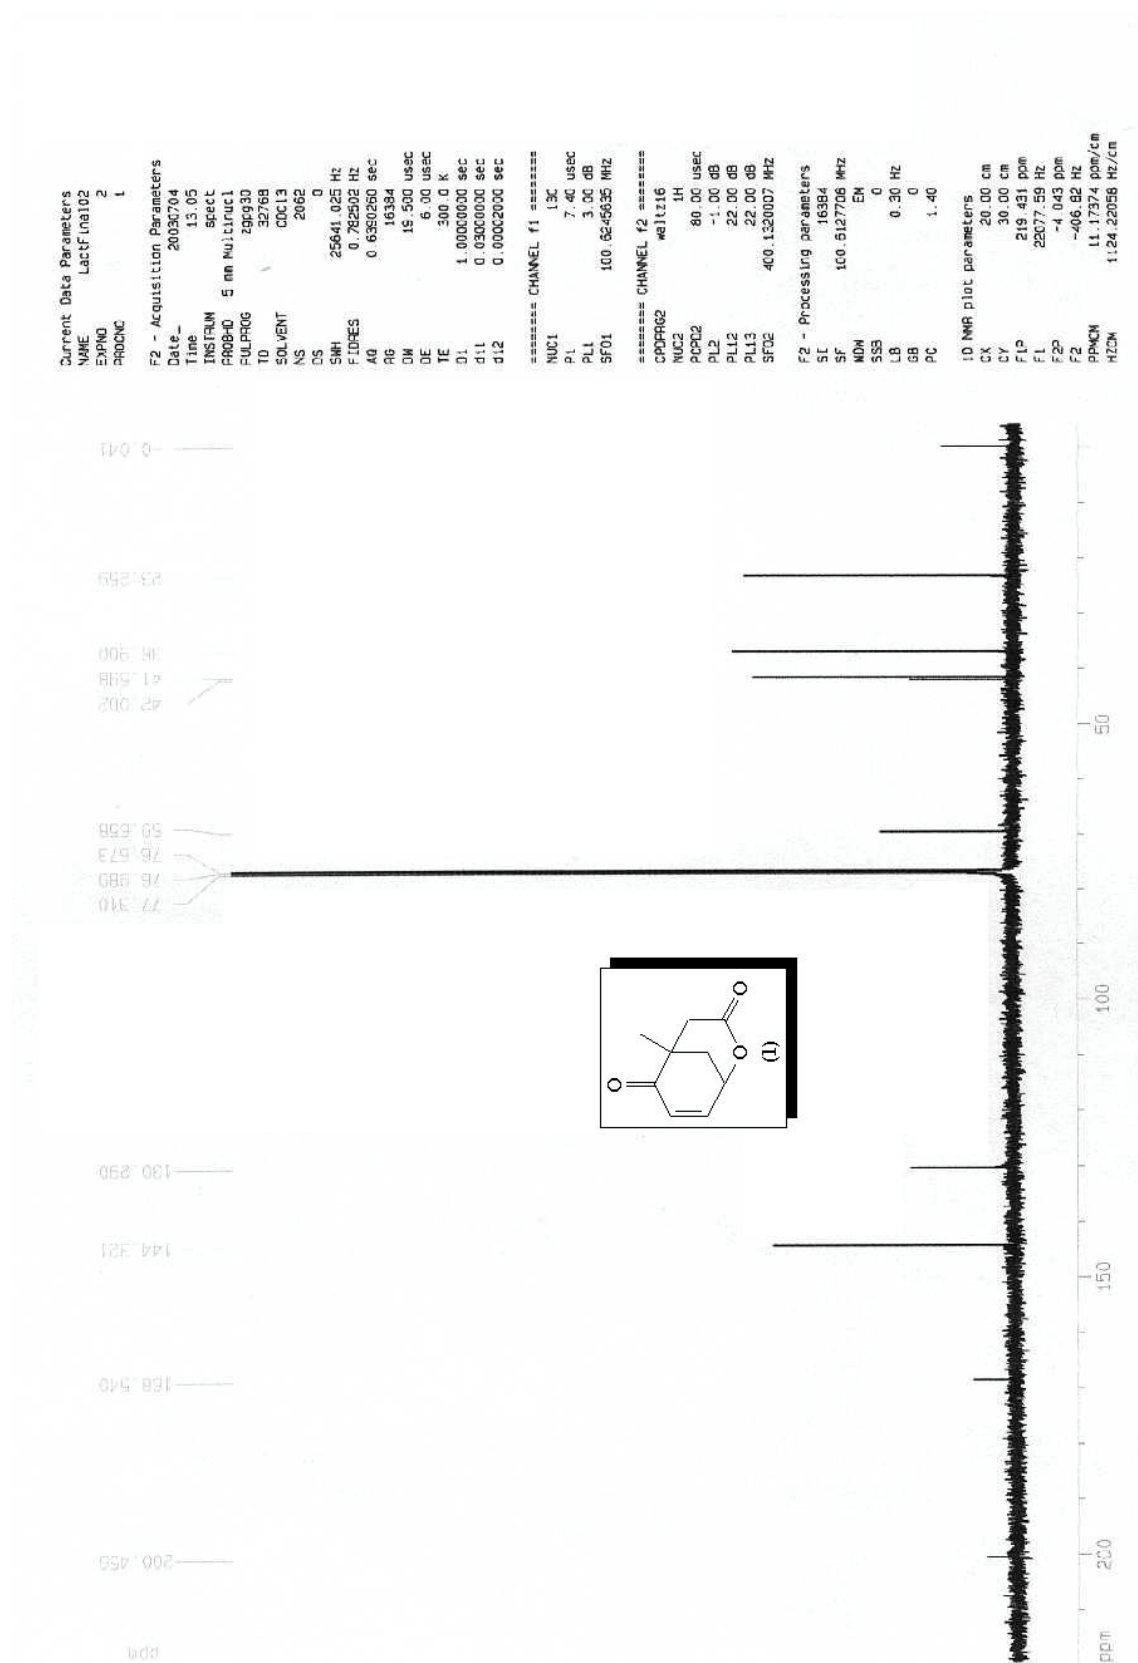 Current Data Parameters
NAME LactFinal02
EXPNO 2
PROCNO 1
F2 - Acquisition Parameters
Date_ 20030704
Time 13.05
INSTRUM spect
PROBHD 5 mm Multinucl
PULPROG zgpg30
TD 32768
SOLVENT CDCl3
NS 2062
DS 0
SWH 25641.025 Hz
FIDRES 0.782502 Hz
AQ 0.6390260 sec
RG 16384
DW 19.500 usec
DE 6.00 usec
TE 300.0 K
D1 1.00000000 sec
d11 0.03000000 sec
d12 0.00002000 sec
======== CHANNEL f1 ========
NUC1 13C
P1 7.40 usec
PL1 3.00 dB
SFO1 100.6245635 MHz
======== CHANNEL f2 ========
CPDPRG2 waltz16
NUC2 1H
PCPD2 80.00 usec
PL2 -1.00 dB
PL12 22.00 dB
PL13 22.00 dB
SFO2 400.1320007 MHz
F2 - Processing parameters
SI 16384
SF 100.6127706 MHz
WDW EM
SSB 0
LB 0.30 Hz
GB 0
PC 1.40
1D NMR plot parameters
CX 20.00 cm
CY 30.00 cm
F1P 219.431 ppm
F1 22077.59 Hz
F2P -4.043 ppm
F2 -406.82 Hz
PPMCM 11.17374 ppm/cm
HZCM 1124.22058 Hz/cm
ppm
200.459
168.540
144.321
130.290
77.310
76.989
76.673
69.658
42.002
41.598
36.900
23.259
-0.041
O
O
O
(1)
ppm
200
150
100
50